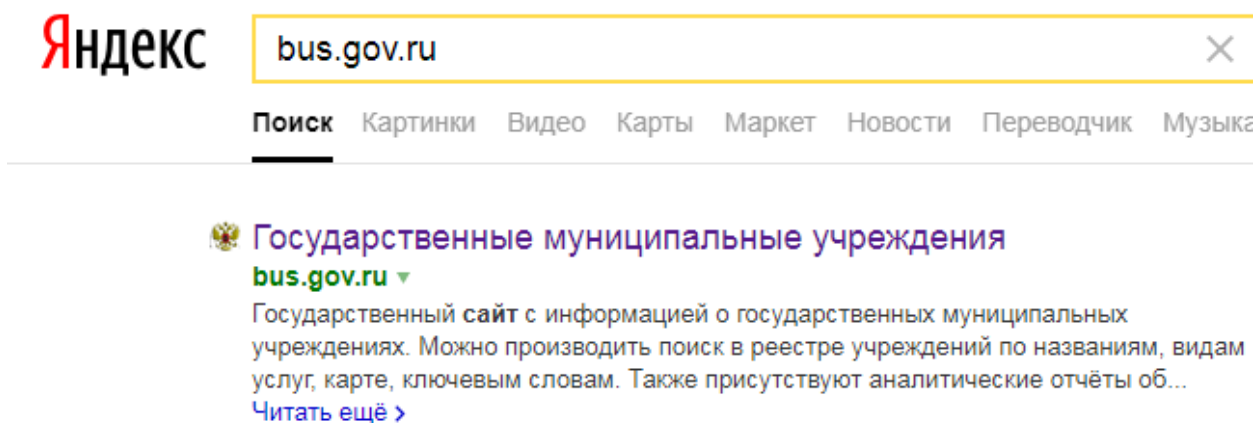 Яндекс
bus.gov.ru
Поиск Картинки Видео Карты Маркет Новости Переводчик Музыка
Государственные муниципальные учреждения
bus.gov.ru
Государственный сайт с информацией о государственных муниципальных
учреждениях. Можно производить поиск в реестре учреждений по названиям, видам
услуг, карте, ключевым словам. Также присутствуют аналитические отчёты об...
Читать ещё >